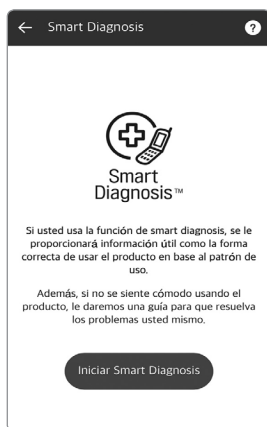 ← Smart Diagnosis ?
Smart
Diagnosis™
Si usted usa la función de smart diagnosis, se le
proporcionará información útil como la forma
correcta de usar el producto en base al patrón de
uso.
Además, si no se siente cómodo usando el
producto, le daremos una guía para que resuelva
los problemas usted mismo.
Iniciar Smart Diagnosis